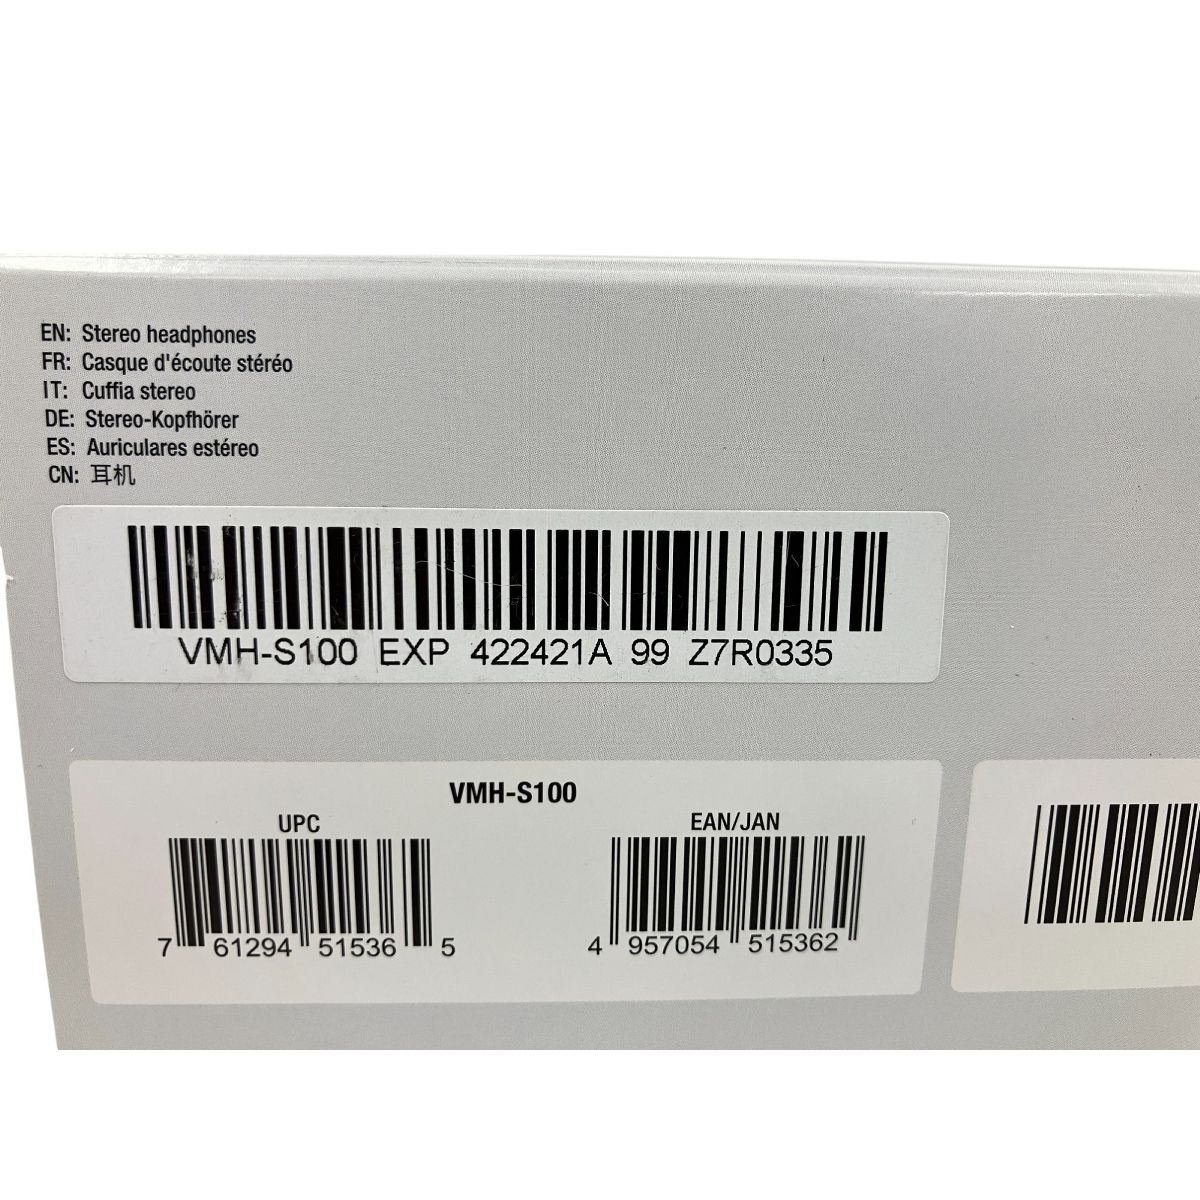 EN: Stereo headphones
FR: Casque d'écoute stéréo
IT: Cuffia stereo
DE: Stereo-Kopfhörer
ES: Auriculares estéreo
CN: 耳机
VMH-S100 EXP 422421A 99 Z7R0335
VMH-S100
UPC
EAN/JAN
7 61294 51536 5
4 957054 515362